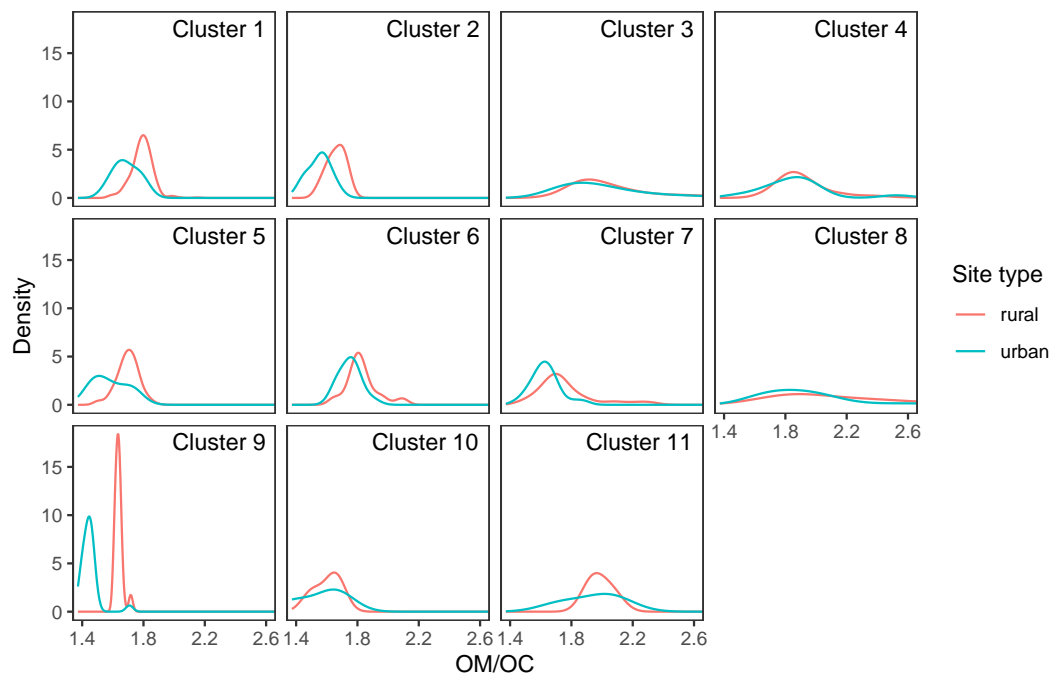 Cluster 1
Cluster 2
Cluster 3
Cluster 4
15
10
5
0
Cluster 5
Cluster 6
Cluster 7
Cluster 8
15
10
5
0
1.4 1.8 2.2 2.6
Cluster 9
Cluster 10
Cluster 11
15
10
5
0
1.4 1.8 2.2 2.6 1.4 1.8 2.2 2.6 1.4 1.8 2.2 2.6
OM/OC
Density
Site type
rural
urban